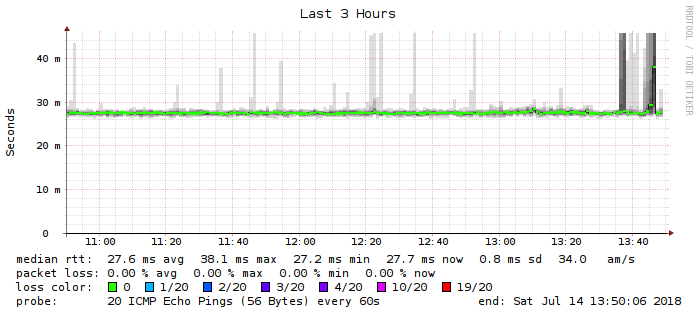 Last 3 Hours
RRDTOOL / TOBI OETIKER
Seconds
40 m
30 m
20 m
10 m
0
11:00 11:20 11:40 12:00 12:20 12:40 13:00 13:20 13:40
median rtt: 27.6 ms avg 38.1 ms max 27.2 ms min 27.7 ms now 0.8 ms sd 34.0 am/s
packet loss: 0.00 % avg 0.00 % max 0.00 % min 0.00 % now
loss color: 0 1/20 2/20 3/20 4/20 10/20 19/20
probe: 20 ICMP Echo Pings (56 Bytes) every 60s end: Sat Jul 14 13:50:06 2018